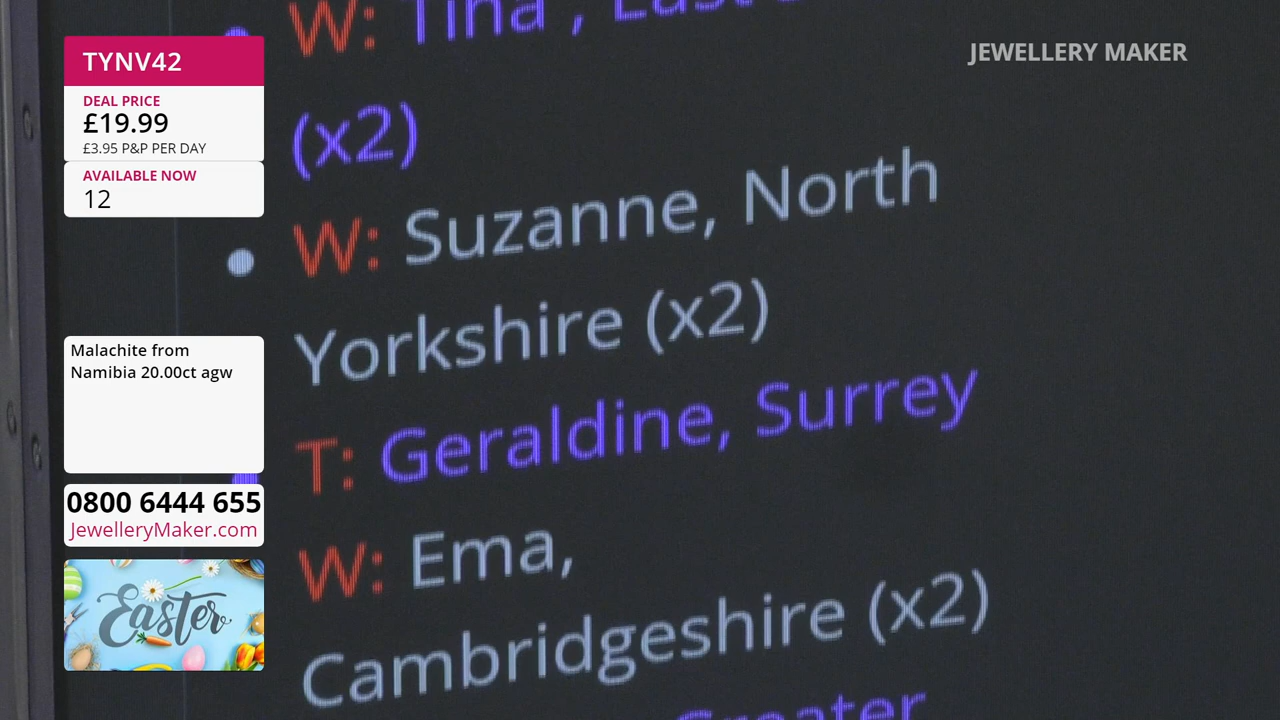 TYNV42
DEAL PRICE
£19.99
£3.95 P&P PER DAY
AVAILABLE NOW
12
Malachite from
Namibia 20.00ct agw
0800 6444 655
JewelleryMaker.com
Easter
JEWELLERY MAKER
W: Tina ,
(x2)
W: Suzanne, North
Yorkshire (x2)
T: Geraldine, Surrey
W: Ema,
Cambridgeshire (x2)
Greater